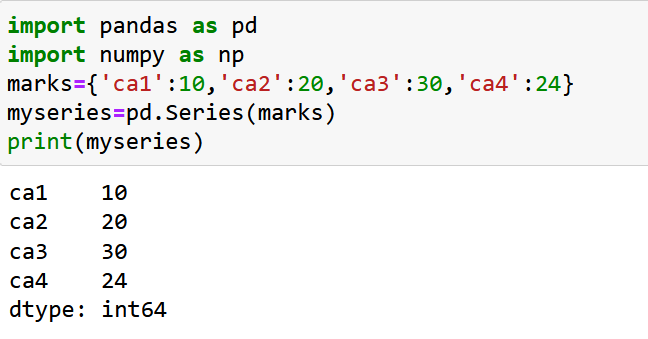 import pandas as pd
import numpy as np
marks={'ca1':10,'ca2':20,'ca3':30,'ca4':24}
myseries=pd.Series(marks)
print(myseries)
ca1    10
ca2    20
ca3    30
ca4    24
dtype: int64